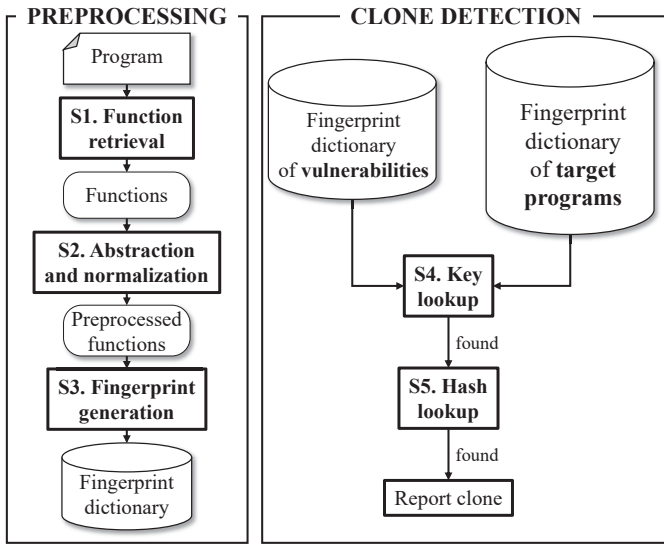 PREPROCESSING
Program
S1. Function
retrieval
Functions
S2. Abstraction
and normalization
Preprocessed
functions
S3. Fingerprint
generation
Fingerprint
dictionary
CLONE DETECTION
Fingerprint
dictionary
of vulnerabilities
Fingerprint
dictionary
of target
programs
S4. Key
lookup
found
S5. Hash
lookup
found
Report clone